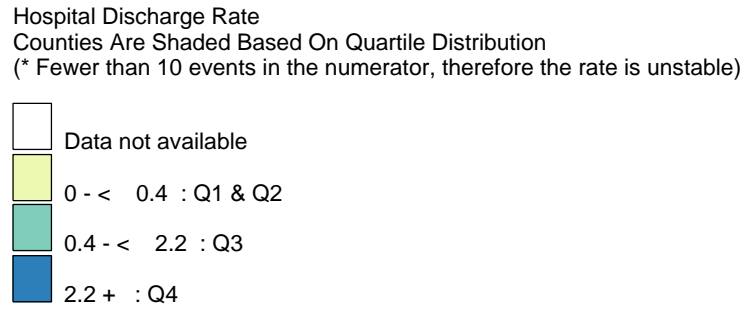 Hospital Discharge Rate
Counties Are Shaded Based On Quartile Distribution
(* Fewer than 10 events in the numerator, therefore the rate is unstable)
Data not available
0 - < 0.4 : Q1 & Q2
0.4 - < 2.2 : Q3
2.2 + : Q4